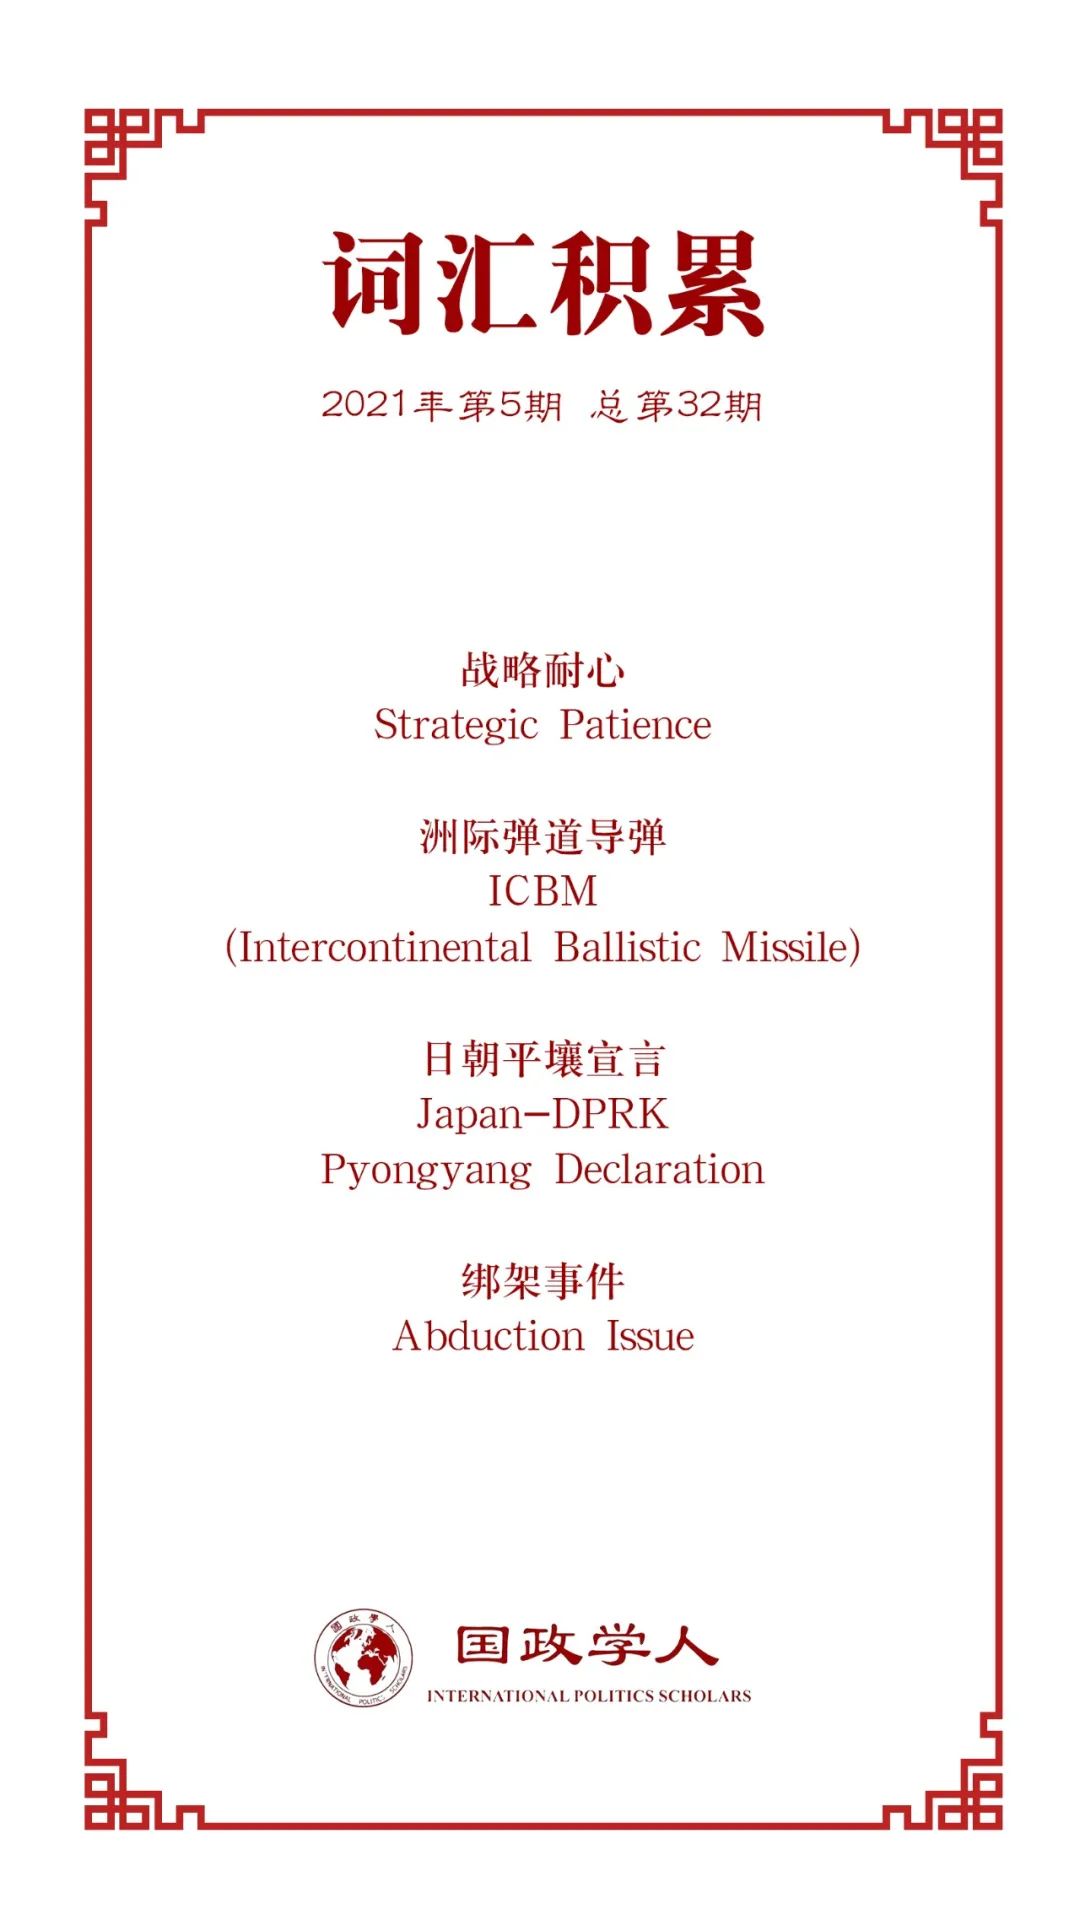 词汇积累
2021年第5期 总第32期
战略耐心
Strategic Patience
洲际弹道导弹
ICBM
(Intercontinental Ballistic Missile)
日朝平壤宣言
Japan-DPRK
Pyongyang Declaration
绑架事件
Abduction Issue
國政學人
INTERNATIONAL POLITICS SCHOLARS
国政学人
INTERNATIONAL POLITICS SCHOLARS